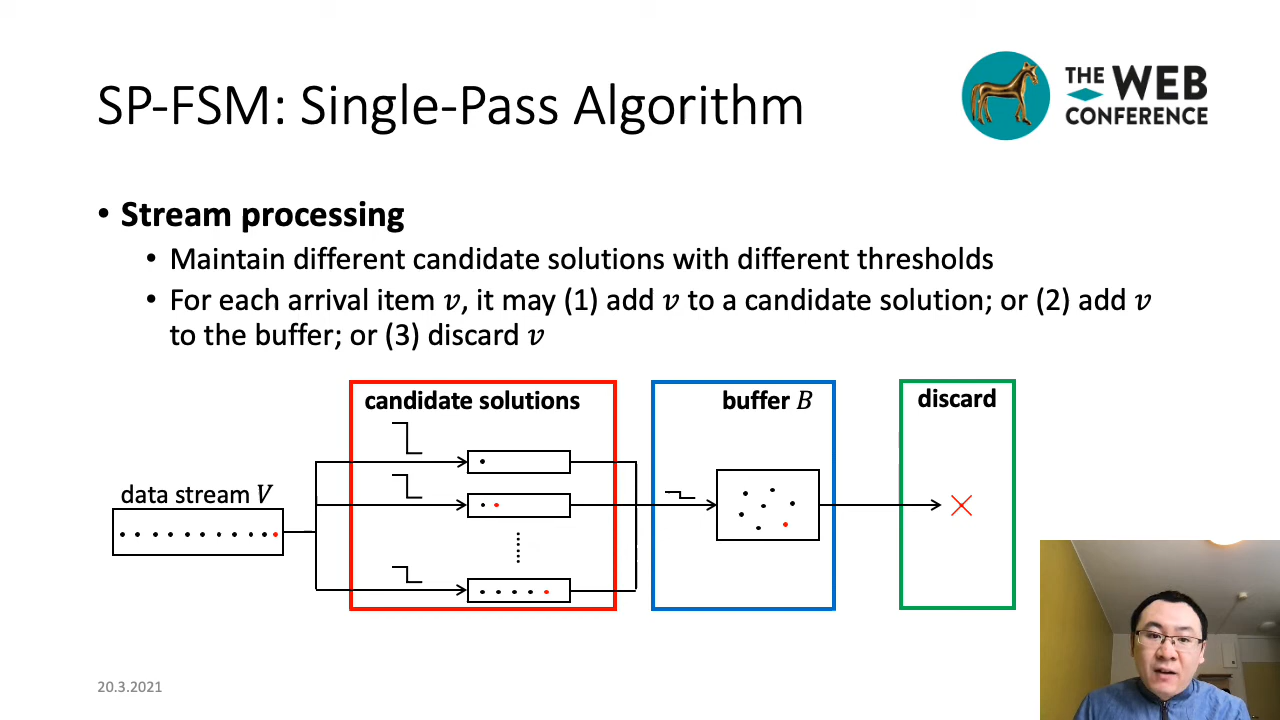 SP-FSM: Single-Pass Algorithm
THE WEB
CONFERENCE
• Stream processing
• Maintain different candidate solutions with different thresholds
• For each arrival item v, it may (1) add v to a candidate solution; or (2) add v
to the buffer; or (3) discard v
candidate solutions
buffer B
discard
data stream V
20.3.2021